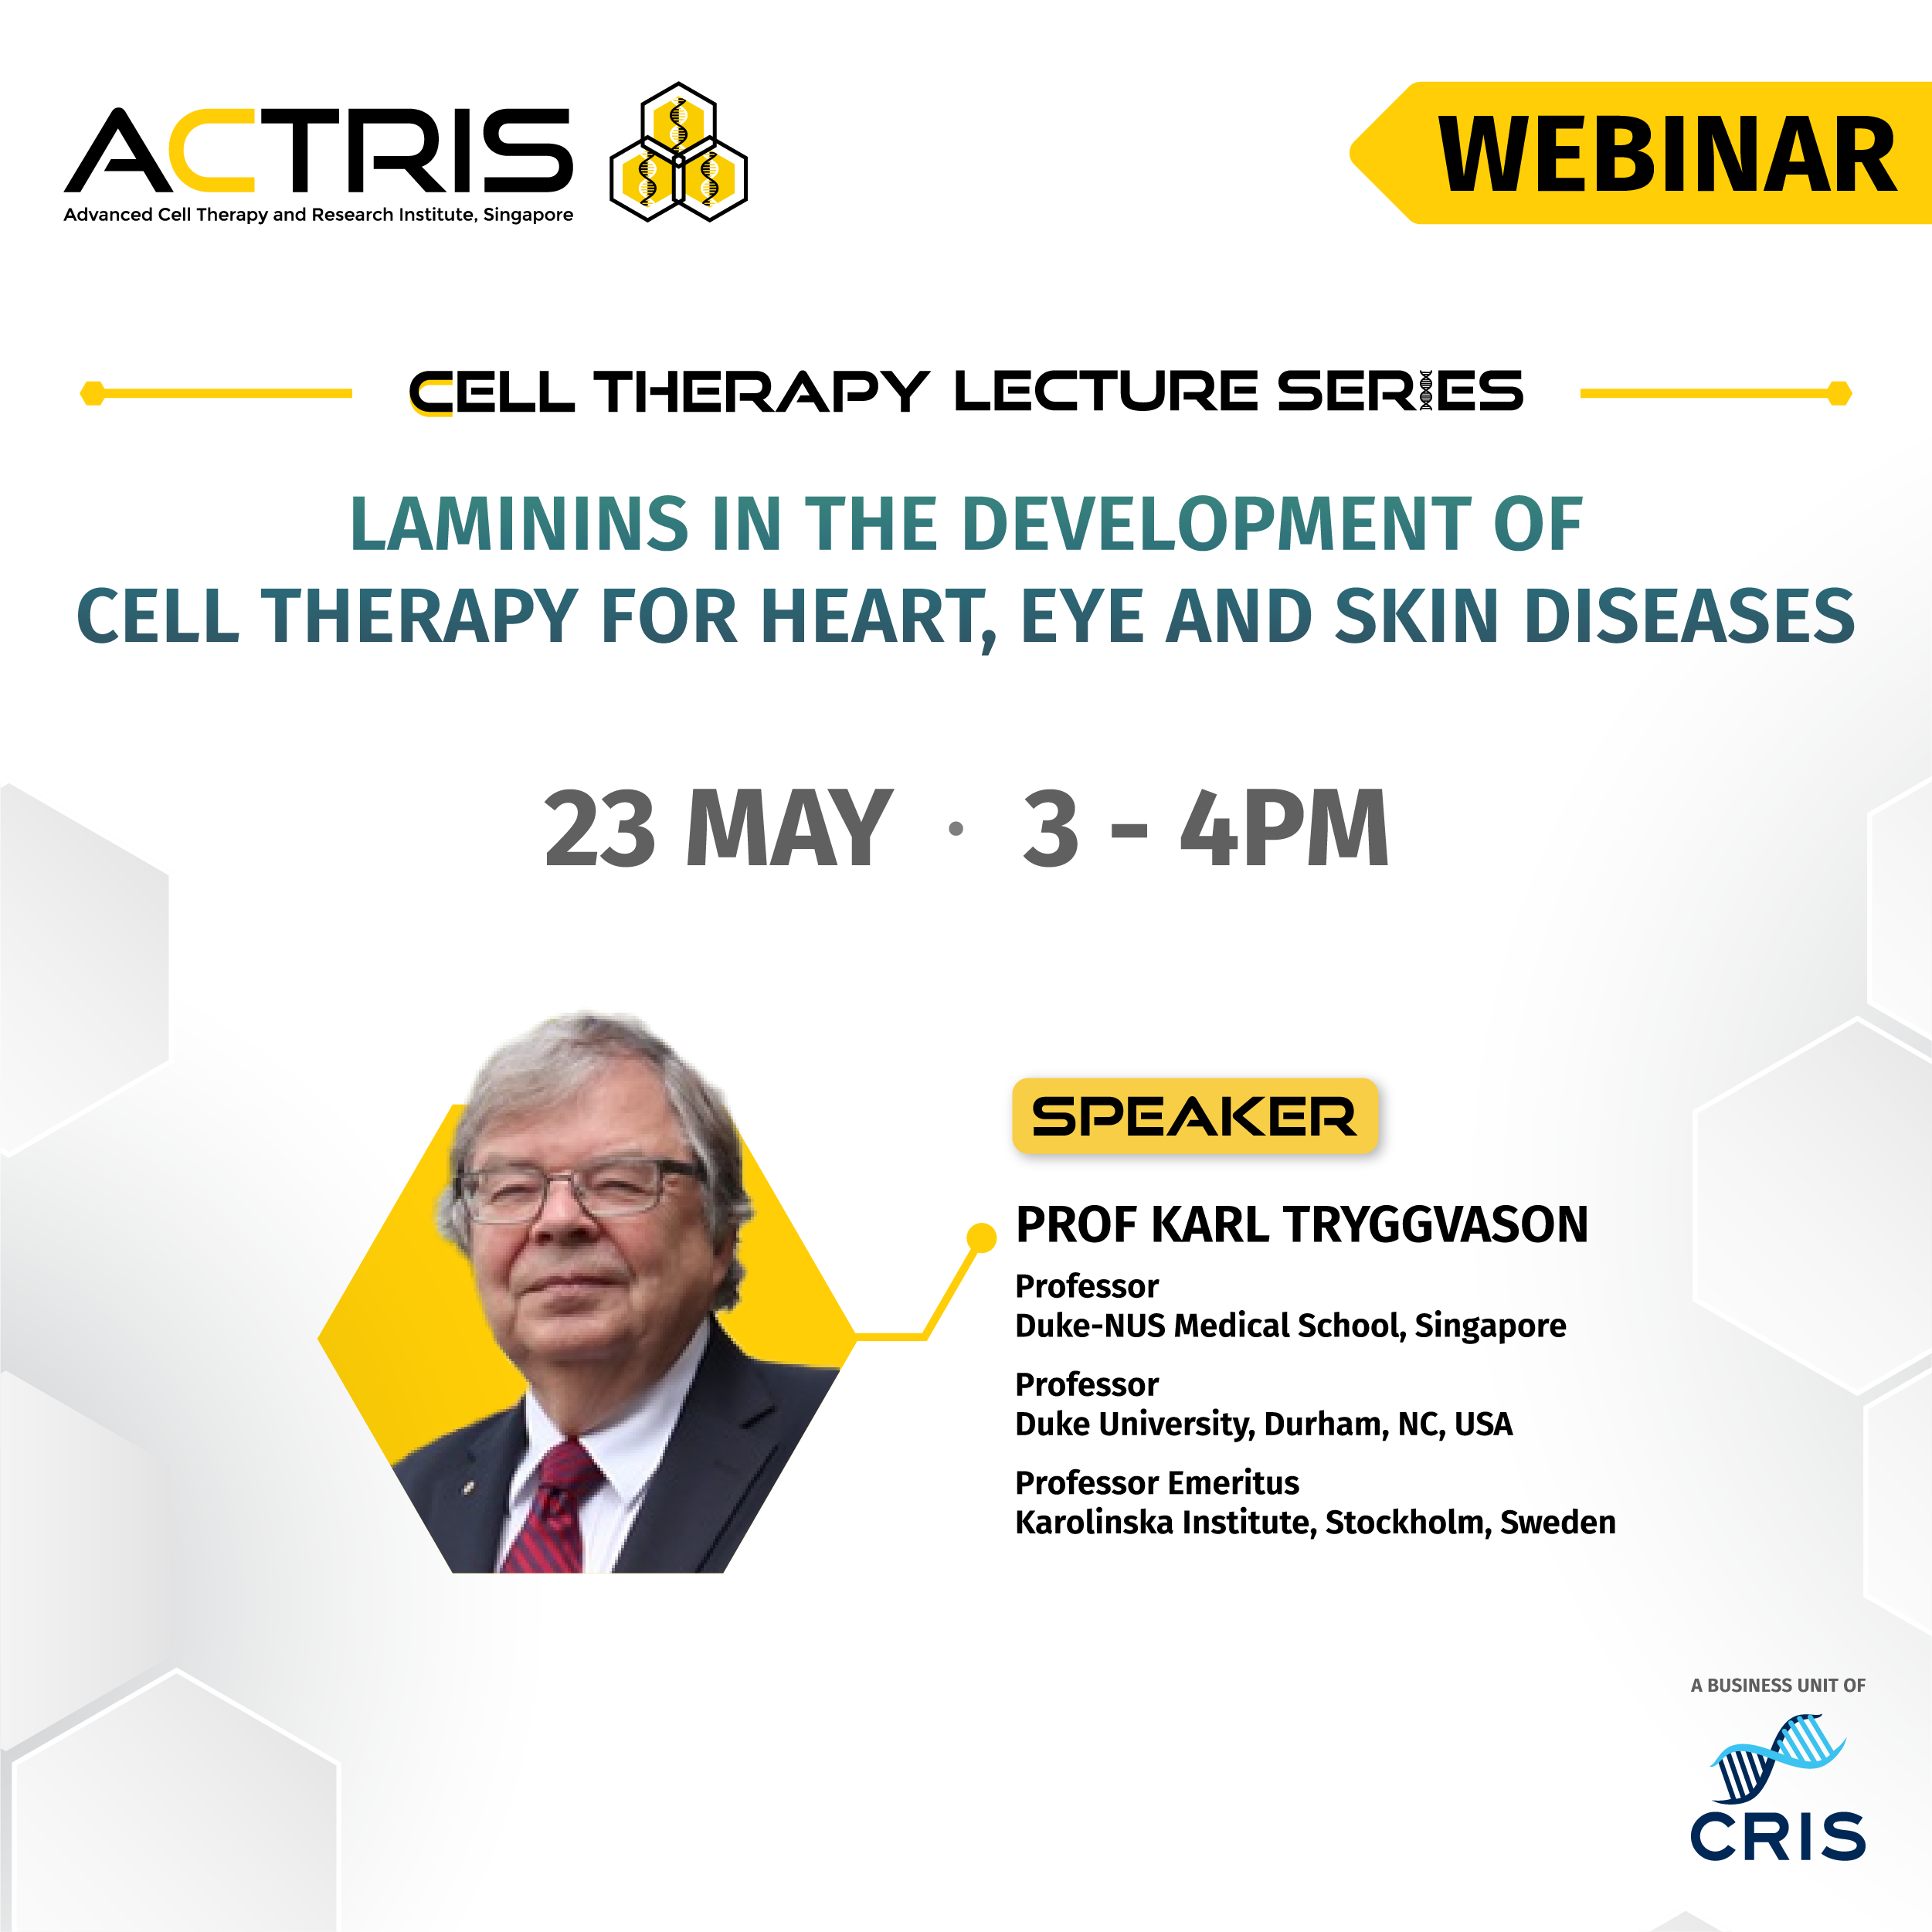 ACTRIS
Advanced Cell Therapy and Research Institute, Singapore
WEBINAR
CELL THERAPY LECTURE SERIES
LAMININS IN THE DEVELOPMENT OF
CELL THERAPY FOR HEART, EYE AND SKIN DISEASES
23 MAY · 3 - 4PM
SPEAKER
PROF KARL TRYGGVASON
Professor
Duke-NUS Medical School, Singapore
Professor
Duke University, Durham, NC, USA
Professor Emeritus
Karolinska Institute, Stockholm, Sweden
A BUSINESS UNIT OF
CRIS